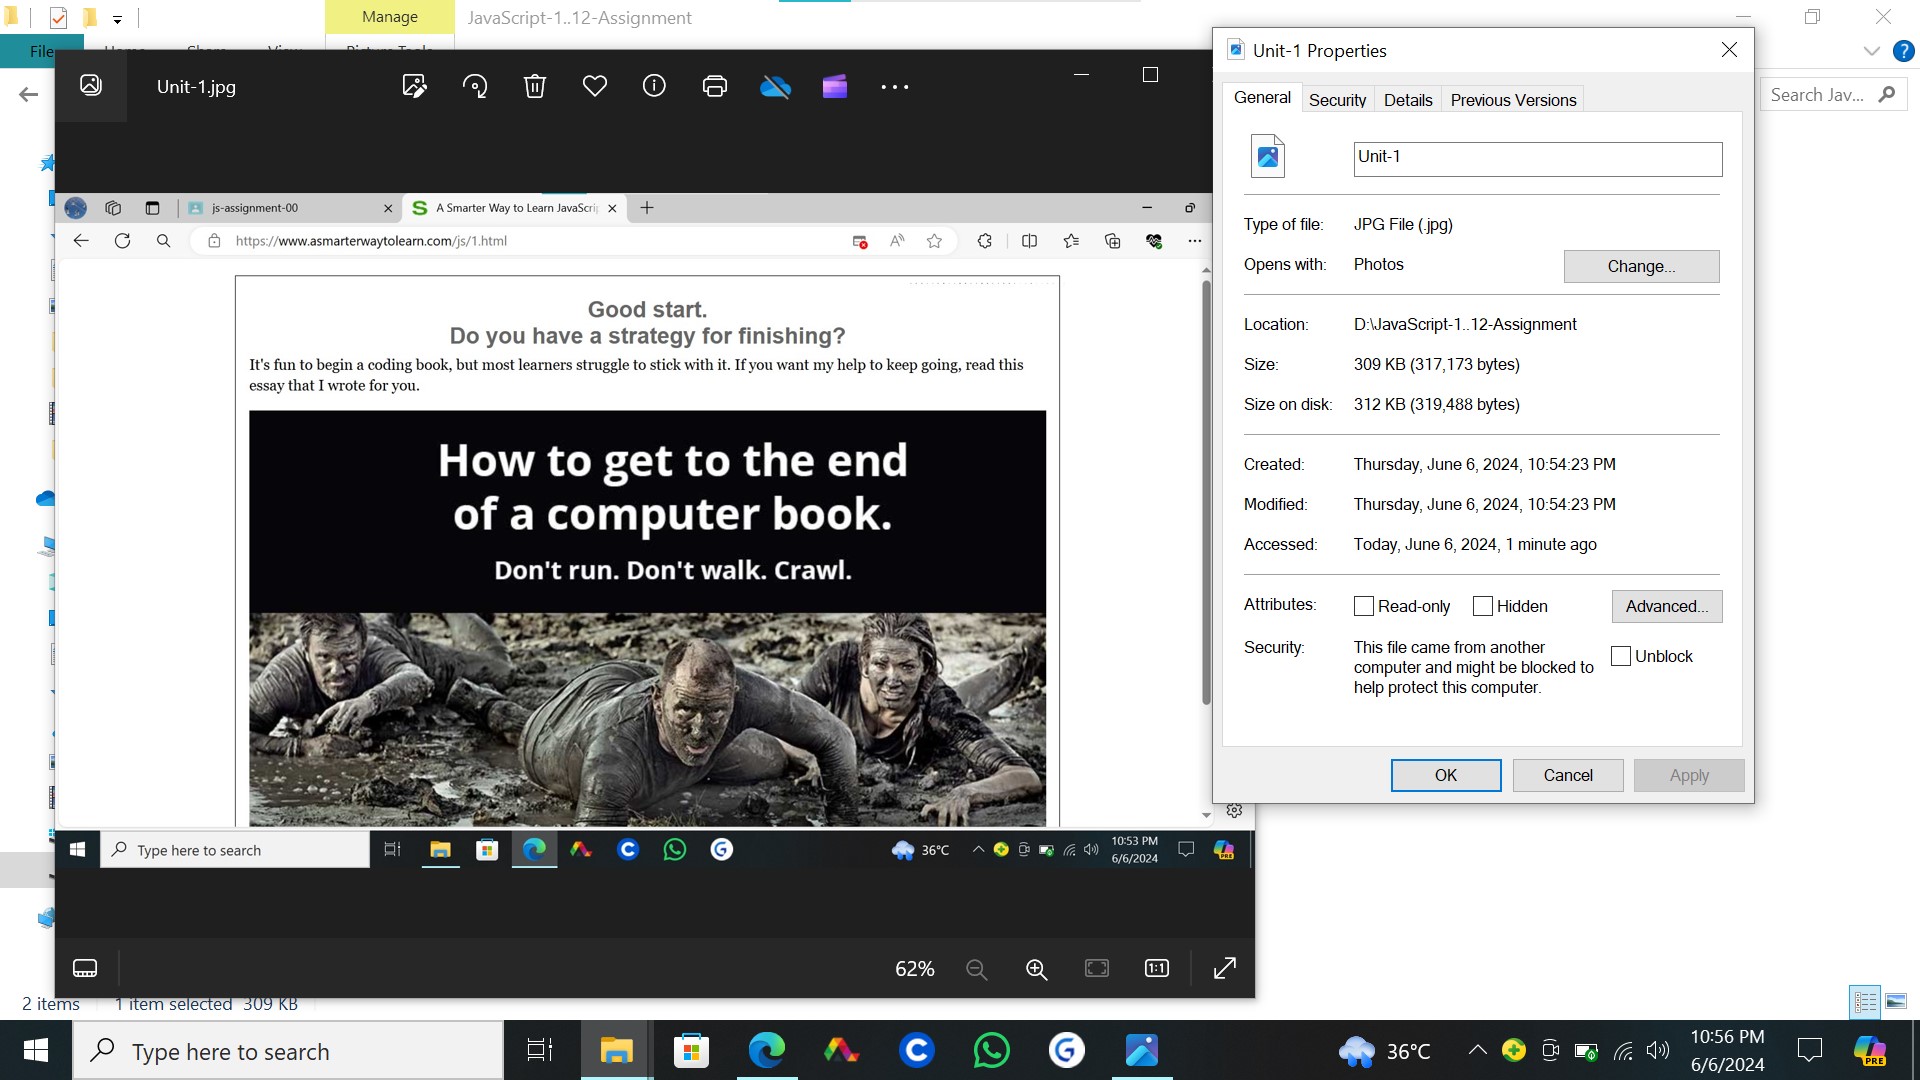 Manage
JavaScript-1..12-Assignment
File
Search Jav...
Unit-1.jpg
js-assignment-00
A Smarter Way to Learn JavaScrip
https://www.asmarterwaytolearn.com/js/1.html
Good start.
Do you have a strategy for finishing?
It's fun to begin a coding book, but most learners struggle to stick with it. If you want my help to keep going, read this
essay that I wrote for you.
How to get to the end
of a computer book.
Don't run. Don't walk. Crawl.
Type here to search
36°C
10:53 PM
6/6/2024
PRE
62%
1:1
Unit-1 Properties
General
Security
Details
Previous Versions
Unit-1
Type of file: JPG File (.jpg)
Opens with: Photos
Change...
Location: D:\JavaScript-1..12-Assignment
Size: 309 KB (317,173 bytes)
Size on disk: 312 KB (319,488 bytes)
Created: Thursday, June 6, 2024, 10:54:23 PM
Modified: Thursday, June 6, 2024, 10:54:23 PM
Accessed: Today, June 6, 2024, 1 minute ago
Attributes: Read-only Hidden
Advanced...
Security: This file came from another
computer and might be blocked to
help protect this computer.
Unblock
OK
Cancel
Apply
2 items
1 item selected 309 KB
Type here to search
36°C
10:56 PM
6/6/2024
PRE